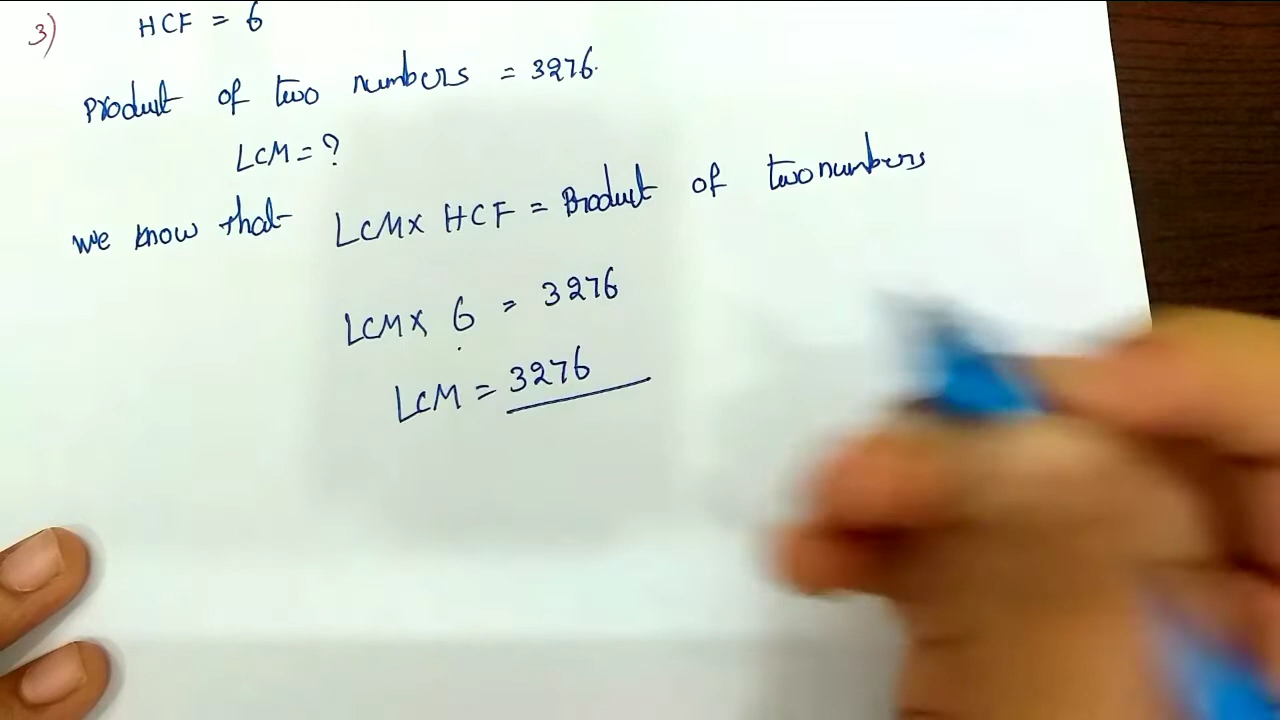 3) HCF = 6
Product of two numbers = 3276.
LCM = ?
We know that LCM x HCF = Product of two numbers
LCM x 6 = 3276
LCM = 3276